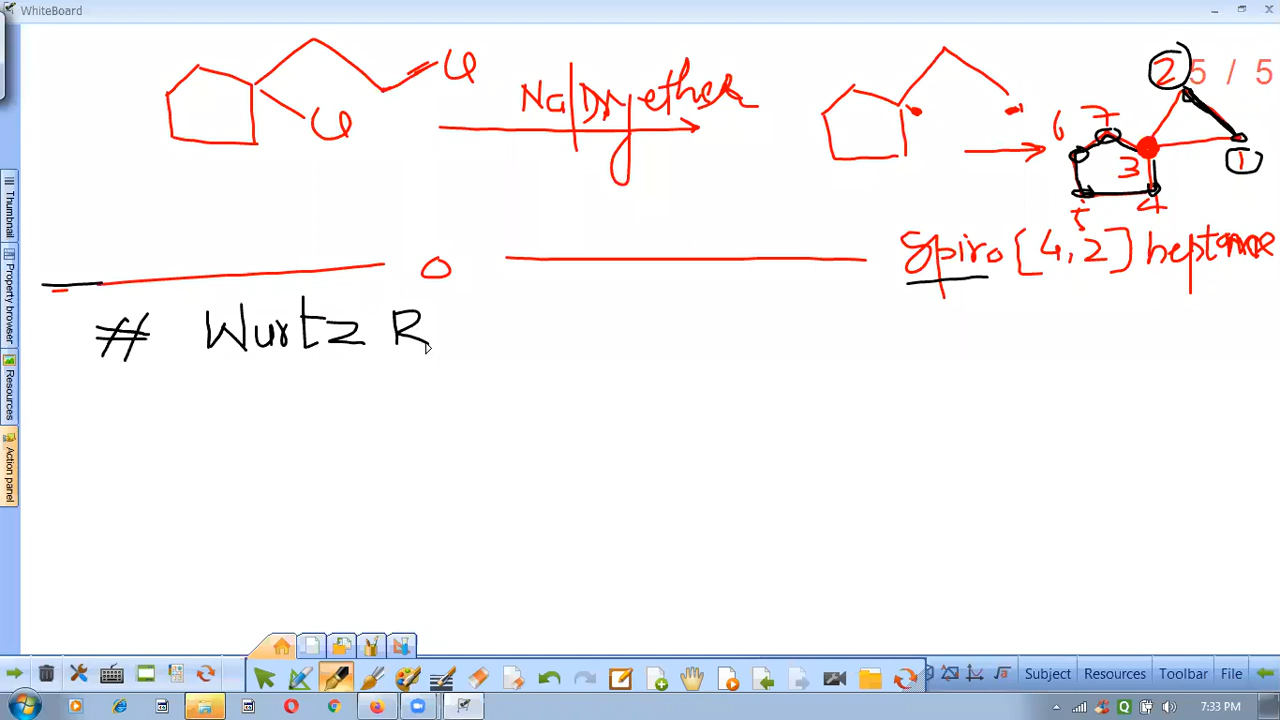 WhiteBoard
Cl
Cl
Na/Dry ether
2
5 / 5
6
7
3
1
5
4
Spiro [4,2] heptane
# Wurtz R
Thumbnail
Property browser
Resources
Action panel
Subject
Resources
Toolbar
File
7:33 PM